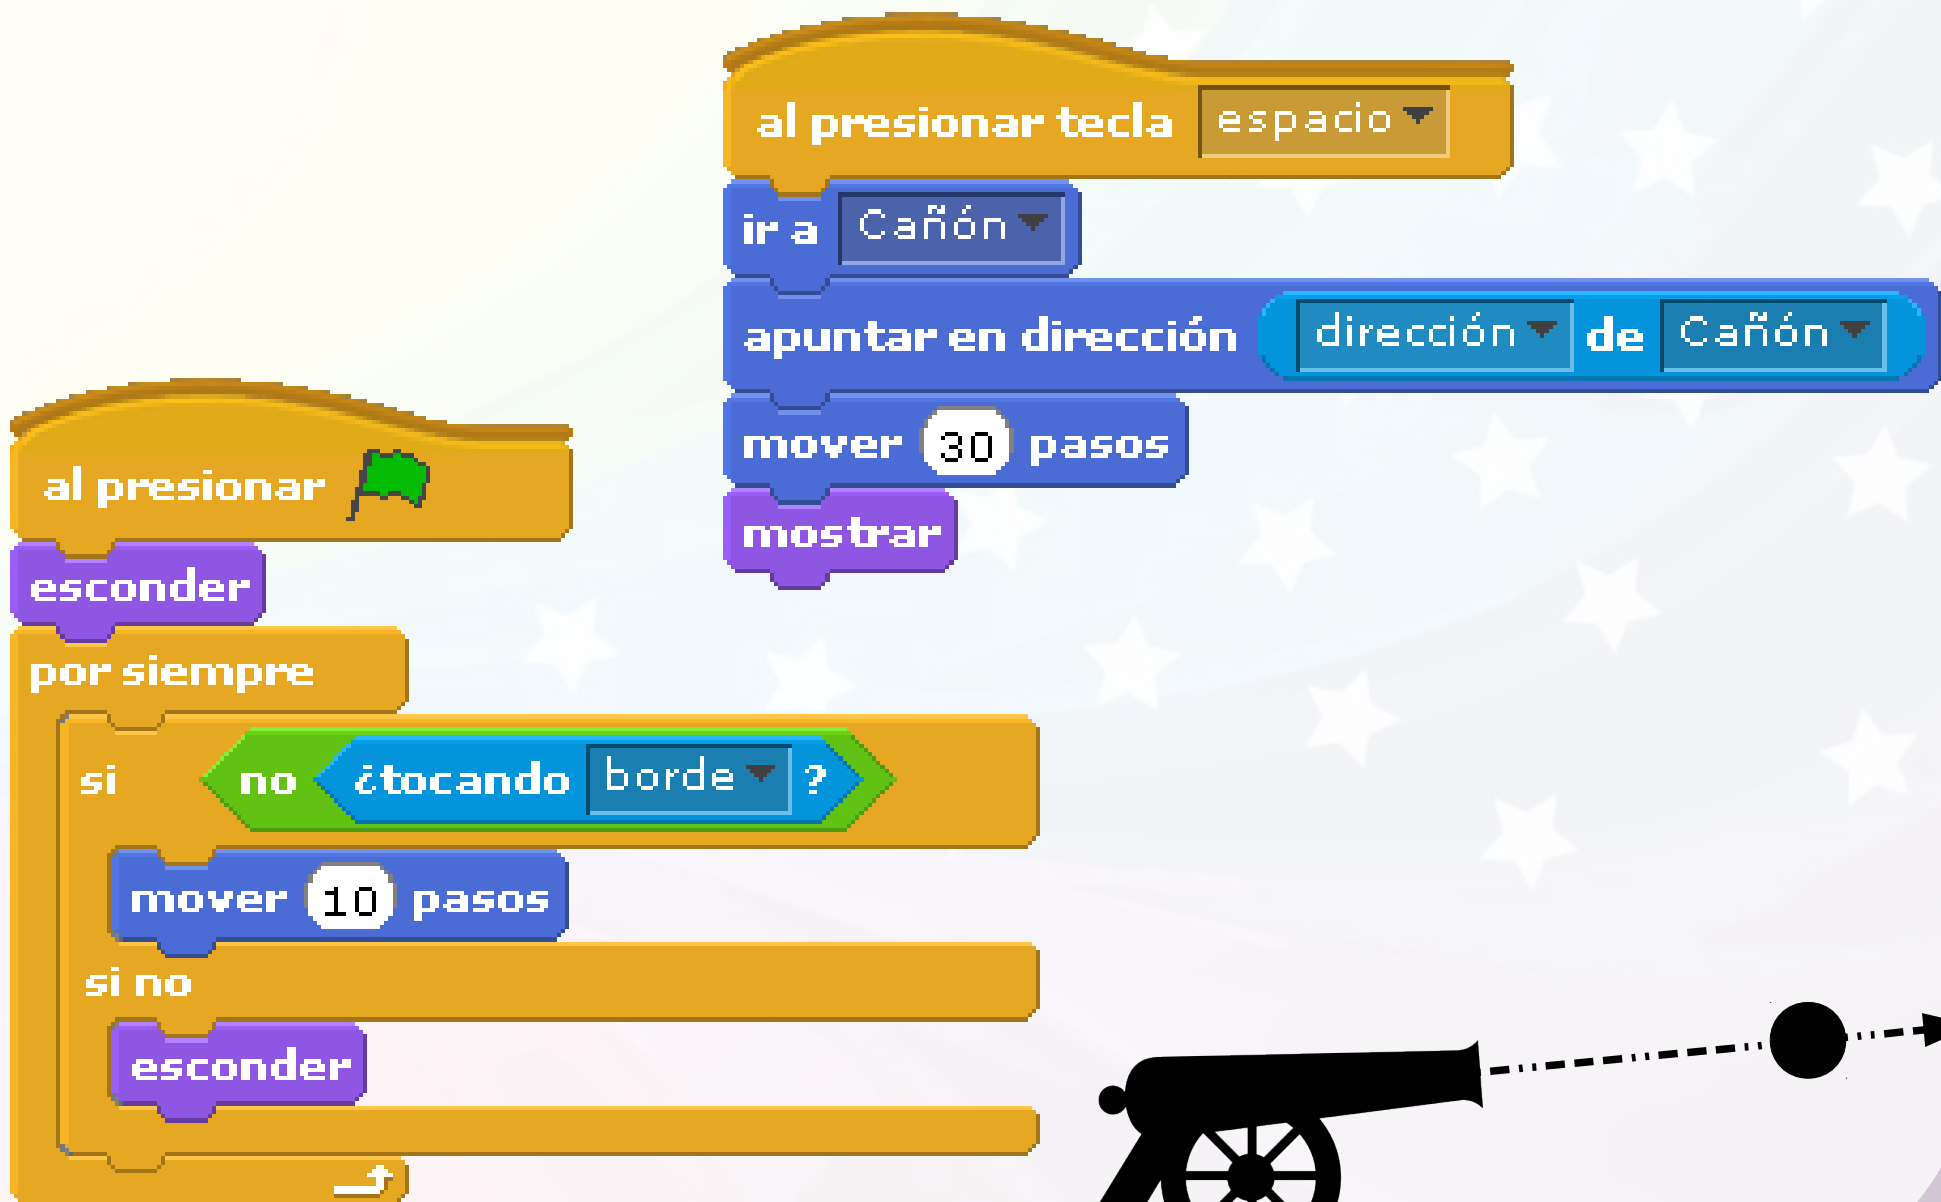 al presionar tecla espacio
ir a Cañón
apuntar en dirección dirección de Cañón
mover 30 pasos
mostrar
al presionar
esconder
por siempre
si no ¿tocando borde ?
mover 10 pasos
si no
esconder